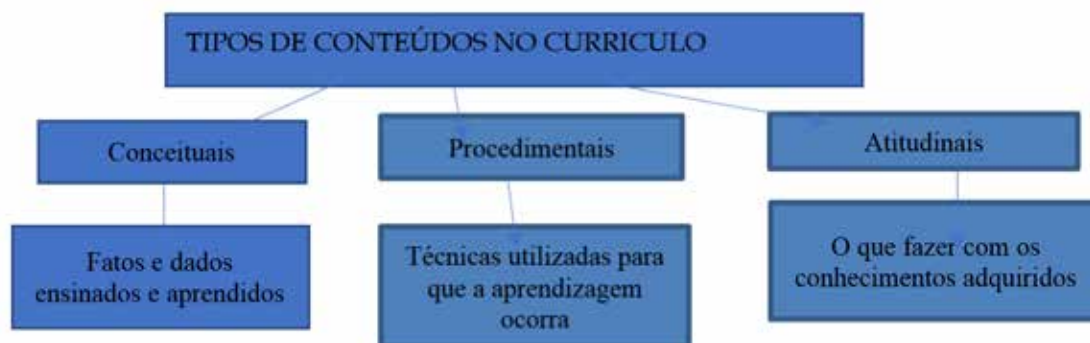 TIPOS DE CONTEÚDOS NO CURRICULO
Conceituais
Procedimentais
Atitudinais
Fatos e dados
ensinados e aprendidos
Técnicas utilizadas para
que a aprendizagem
ocorra
O que fazer com os
conhecimentos adquiridos